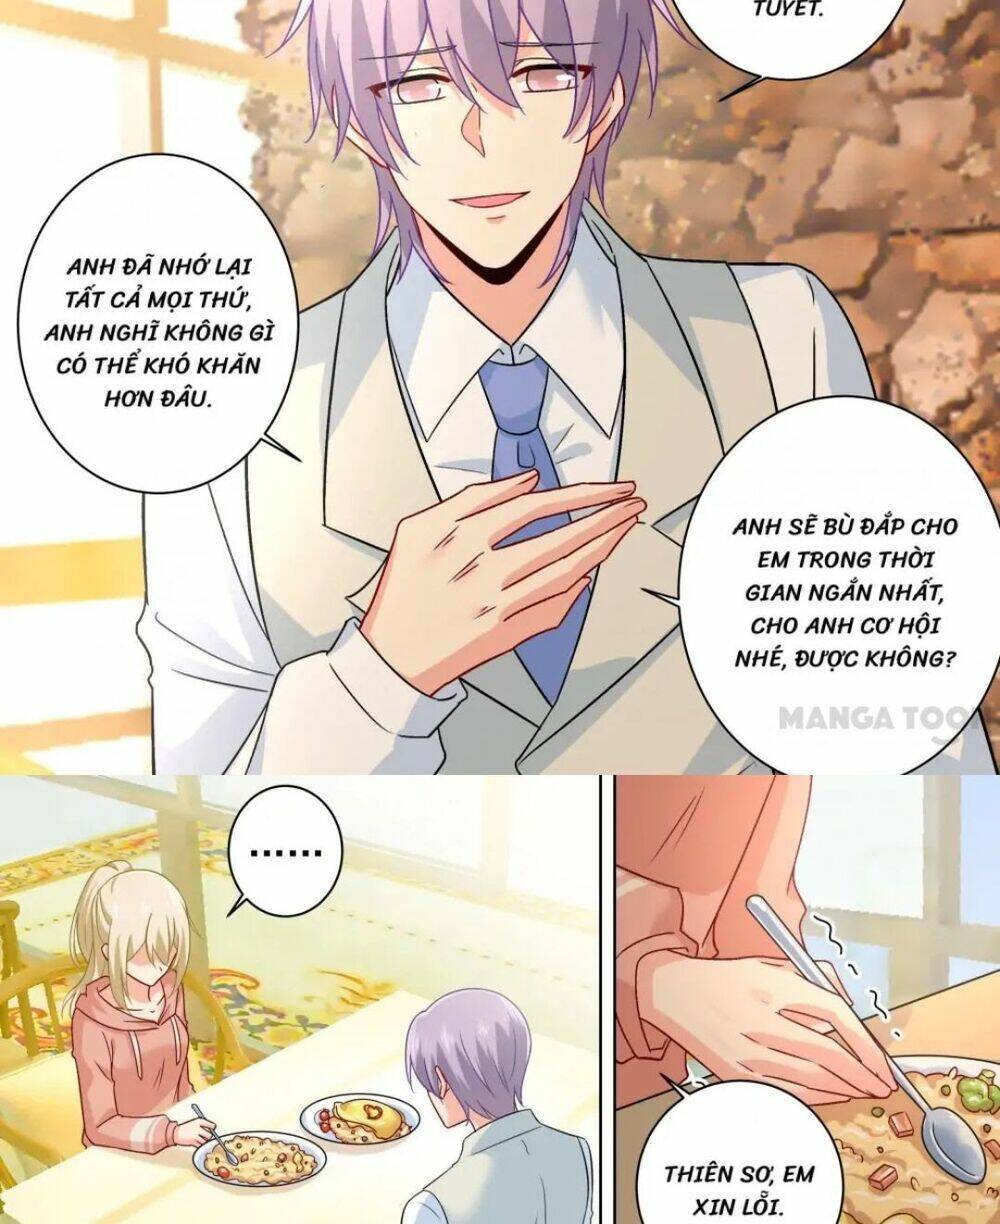 TUYẾT.
ANH ĐÃ NHỚ LẠI
TẤT CẢ MỌI THỨ,
ANH NGHĨ KHÔNG GÌ
CÓ THỂ KHÓ KHĂN
HƠN ĐÂU.
ANH SẼ BÙ ĐẮP CHO
EM TRONG THỜI
GIAN NGẮN NHẤT,
CHO ANH CƠ HỘI
NHÉ, ĐƯỢC KHÔNG?
MANGA TOON
......
THIÊN SƠ, EM
XIN LỖI.